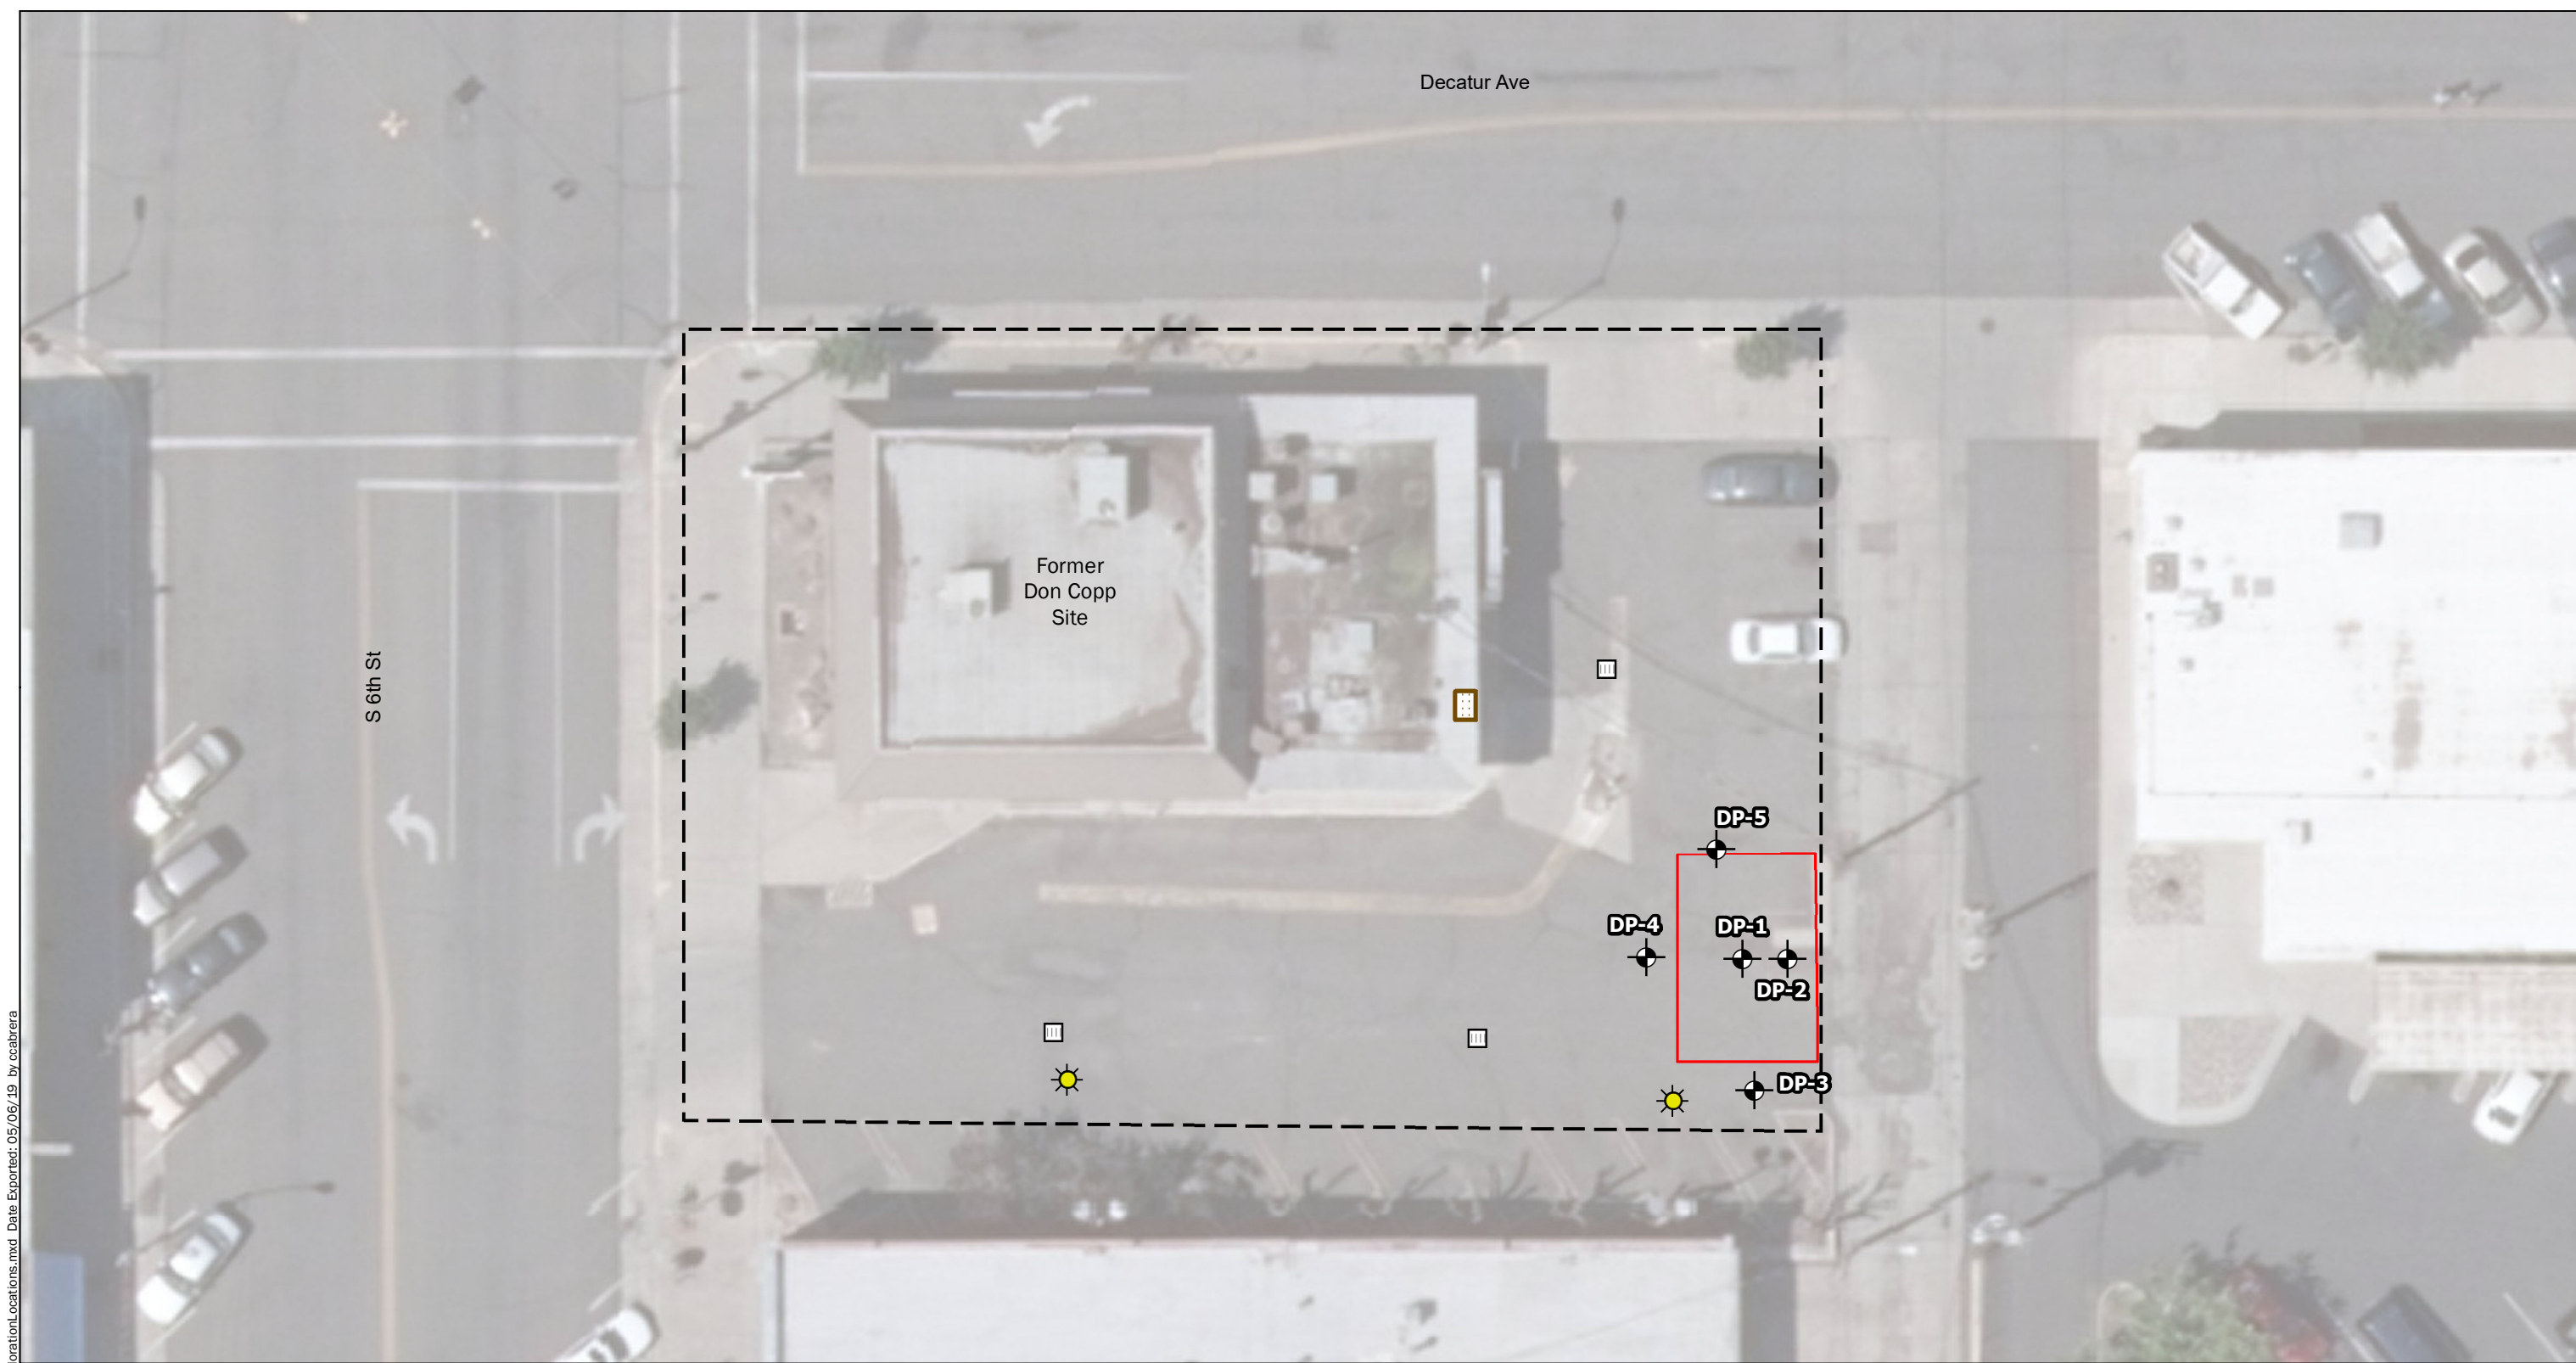 Decatur Ave
Former
Don Copp
Site
S 6th St
DP-5
DP-4
DP-1
DP-2
DP-3
orationLocations.mxd Date Exported: 05/06/19 by ccabrera